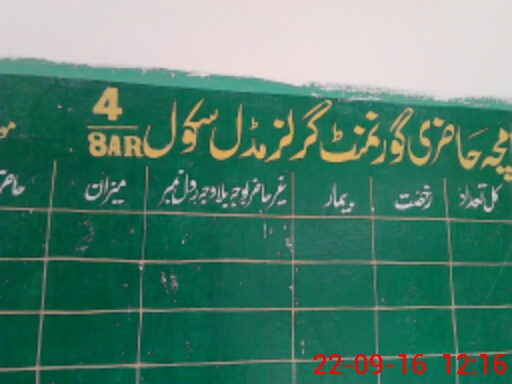 حاضری گورنمنٹ گرلز مڈل سکول 4/8AR
کل تعداد رخصت بیمار غیر حاضر بوجہ بلا وجہ رول نمبر میزان
22-09-16 12:16